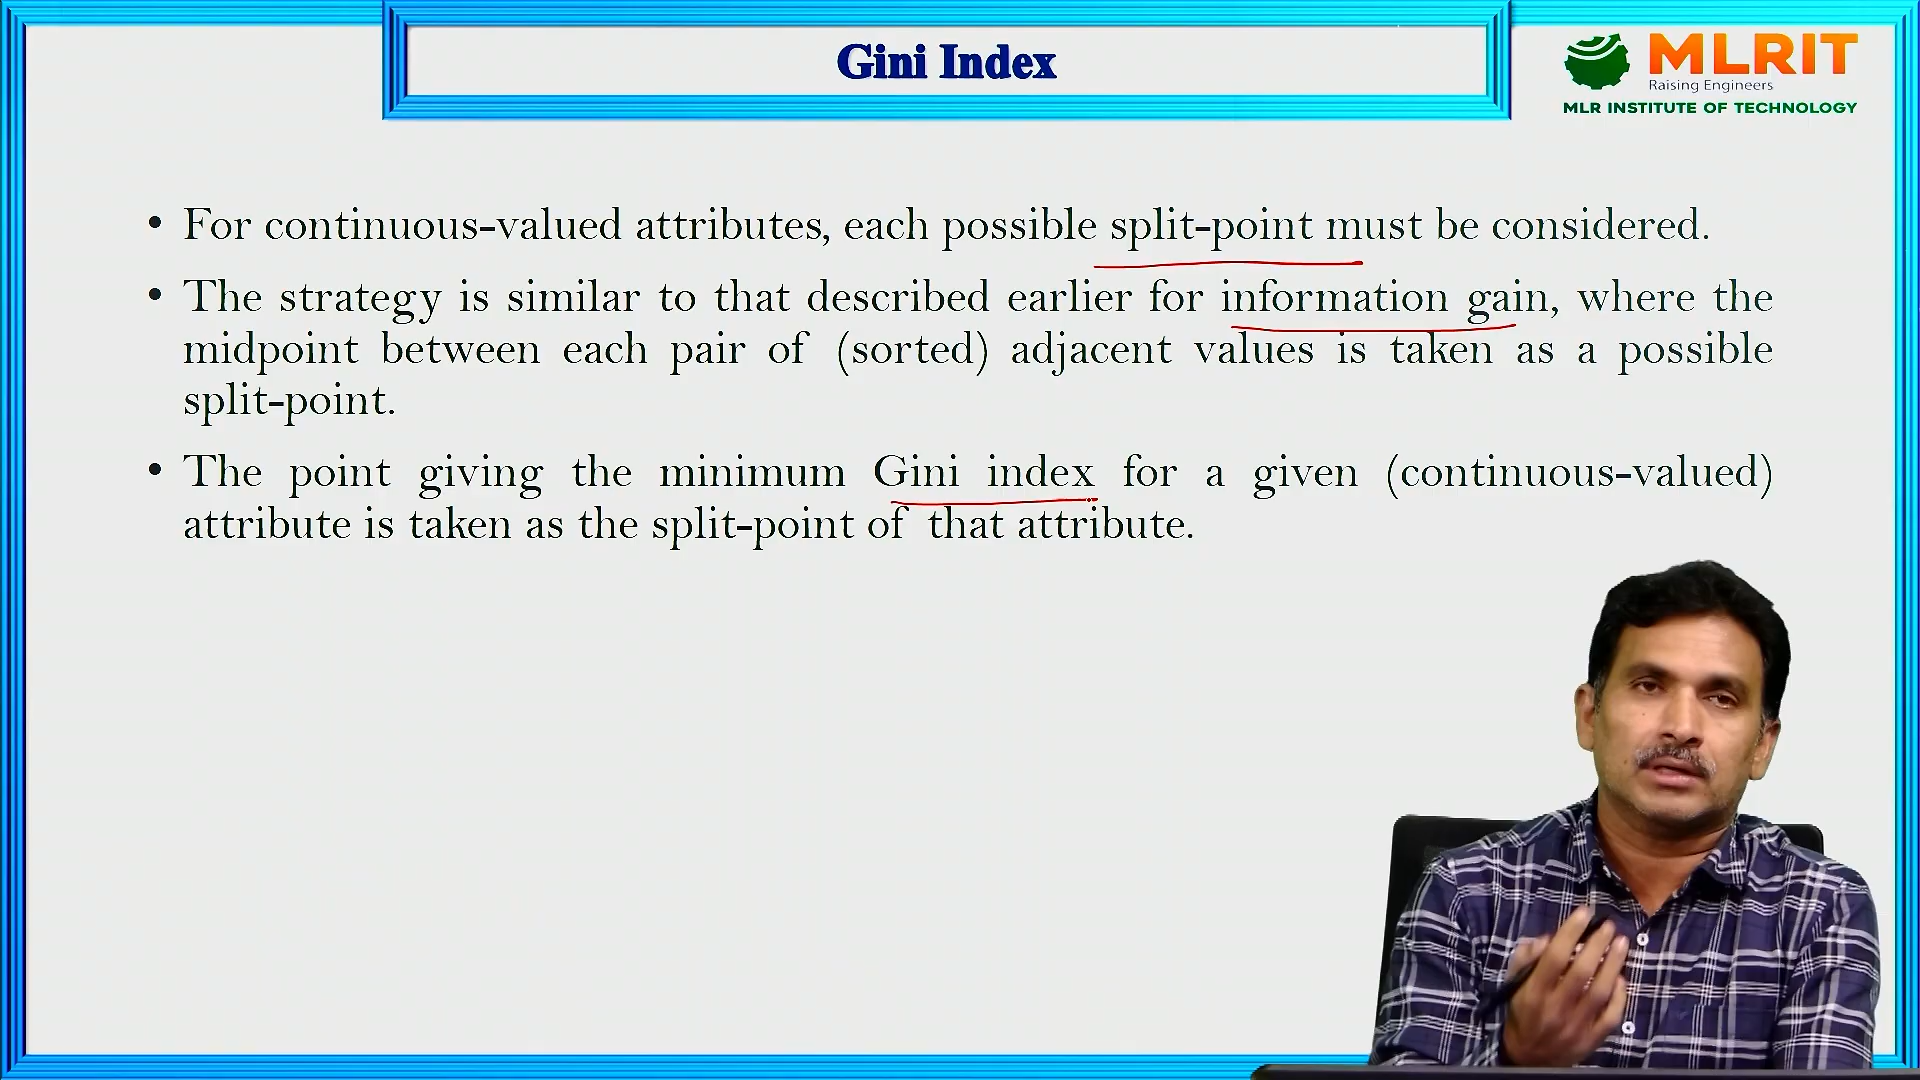 Gini Index
MLRIT
Raising Engineers
MLR INSTITUTE OF TECHNOLOGY
• For continuous-valued attributes, each possible split-point must be considered.
• The strategy is similar to that described earlier for information gain, where the
midpoint between each pair of (sorted) adjacent values is taken as a possible
split-point.
• The point giving the minimum Gini index for a given (continuous-valued)
attribute is taken as the split-point of that attribute.